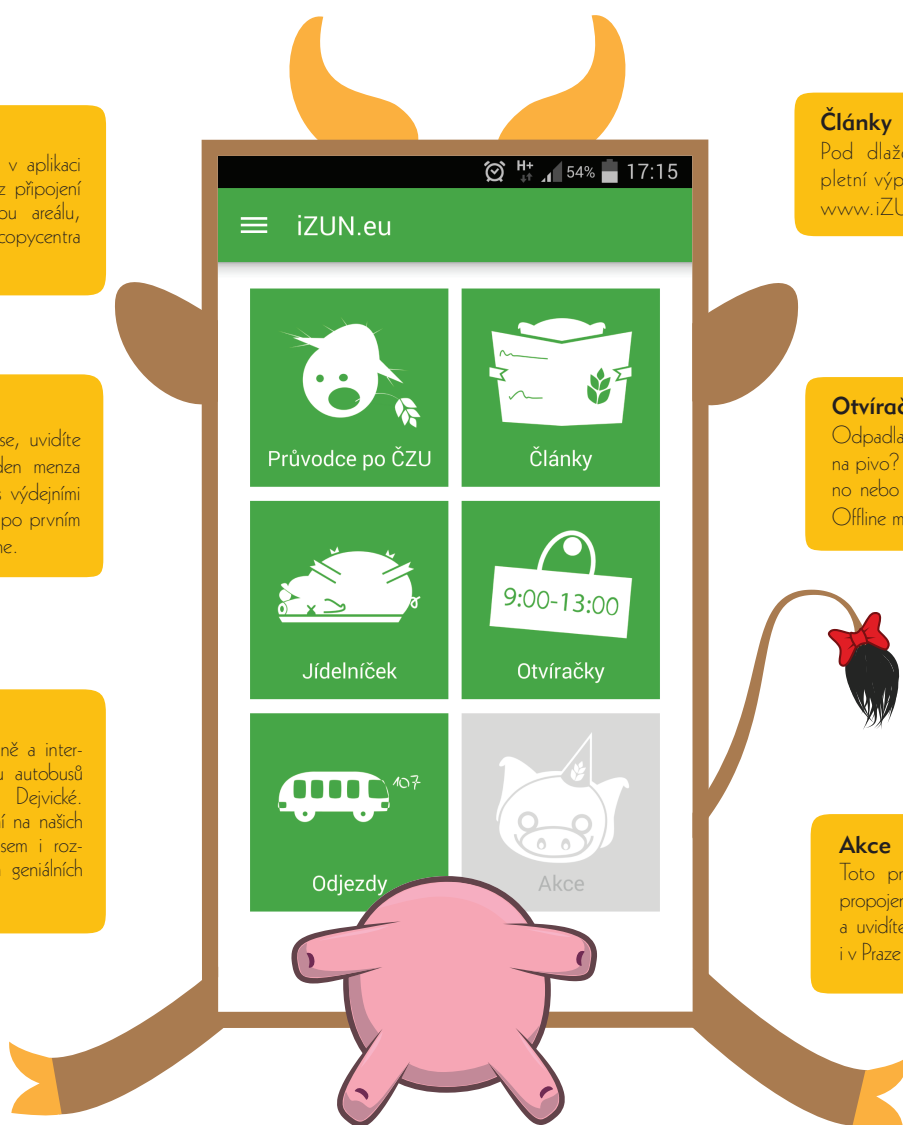 v aplikaci
z připojení
ou areálu,
copycentra
se, uvidíte
den menza
s výdejními
po prvním
ne.
ně a inter-
u autobusů
Dejvické.
í na našich
sem i roz-
geniálních
H+ 54% 17:15
iZUN.eu
Průvodce po ČZU
Články
Jídelníček
9:00-13:00
Otvíračky
107
Odjezdy
Akce
Články
Pod dlaž
pletní výp
www.iZU
Otvírač
Odpadla
na pivo?
no nebo
Offline m
Akce
Toto pr
propojen
a uvidíte
i v Praze